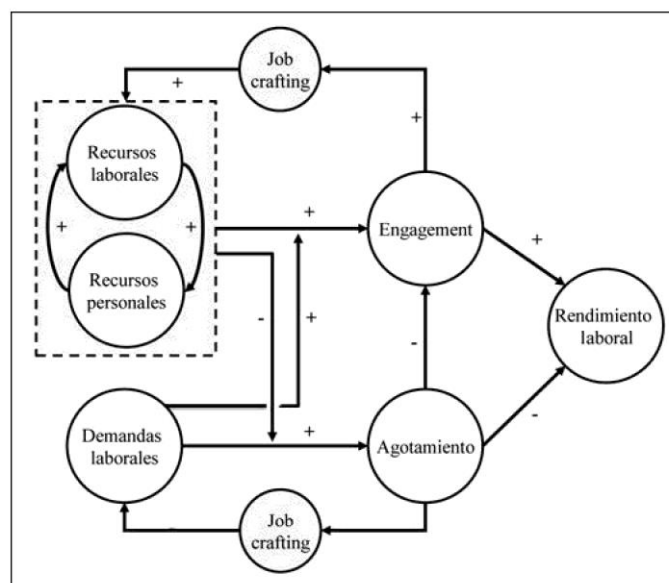 Job
crafting
+
+
Recursos
laborales
+
+
+
Engagement
+
Recursos
personales
Rendimiento
laboral
-
+
-
-
Demandas
laborales
+
Agotamiento
Job
crafting